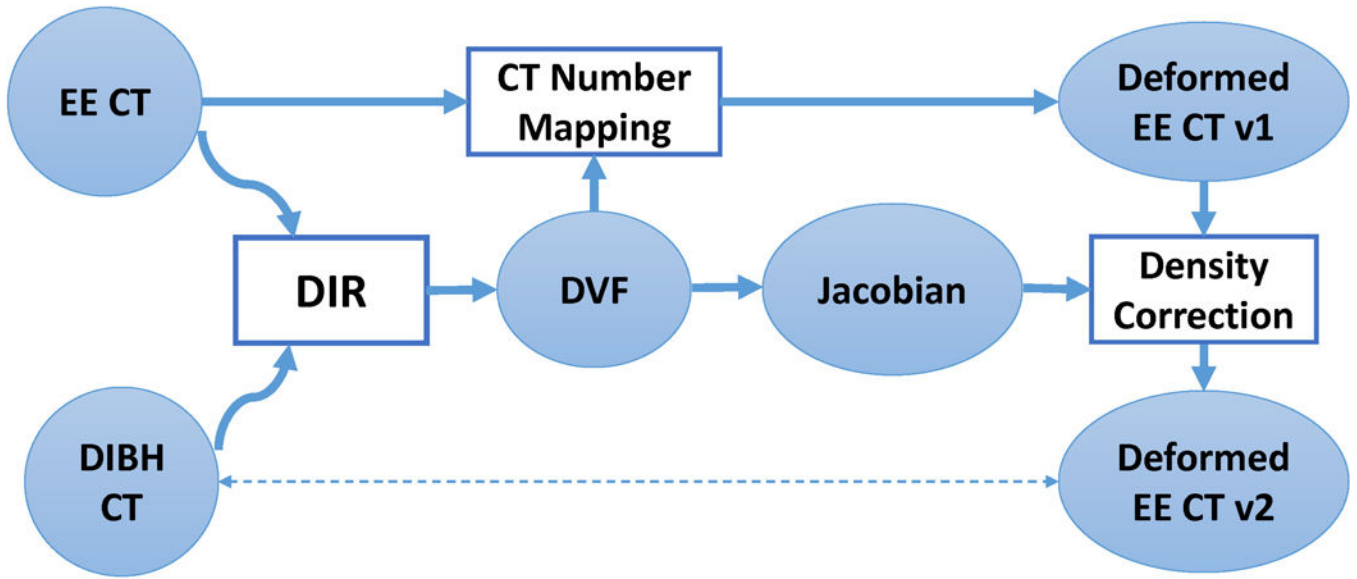 EE CT
CT Number
Mapping
Deformed
EE CT v1
DIR
DVF
Jacobian
Density
Correction
DIBH
CT
Deformed
EE CT v2